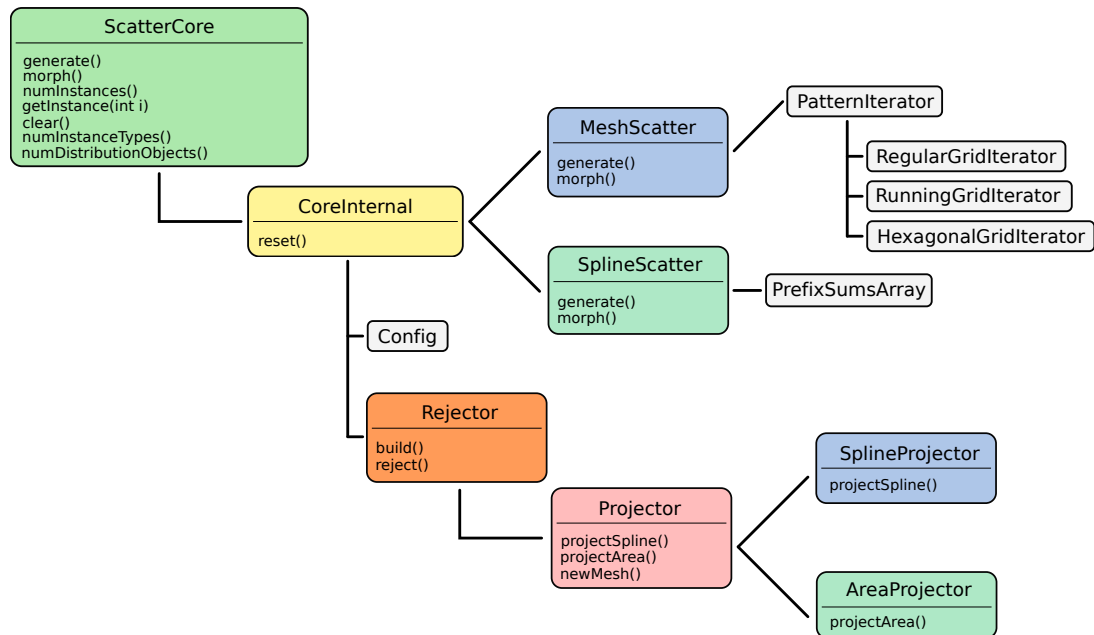 ScatterCore
generate()
morph()
numInstances()
getInstance(int i)
clear()
numInstanceTypes()
numDistributionObjects()
CoreInternal
reset()
MeshScatter
generate()
morph()
PatternIterator
RegularGridIterator
RunningGridIterator
HexagonalGridIterator
SplineScatter
generate()
morph()
PrefixSumsArray
Config
Rejector
build()
reject()
Projector
projectSpline()
projectArea()
newMesh()
SplineProjector
projectSpline()
AreaProjector
projectArea()